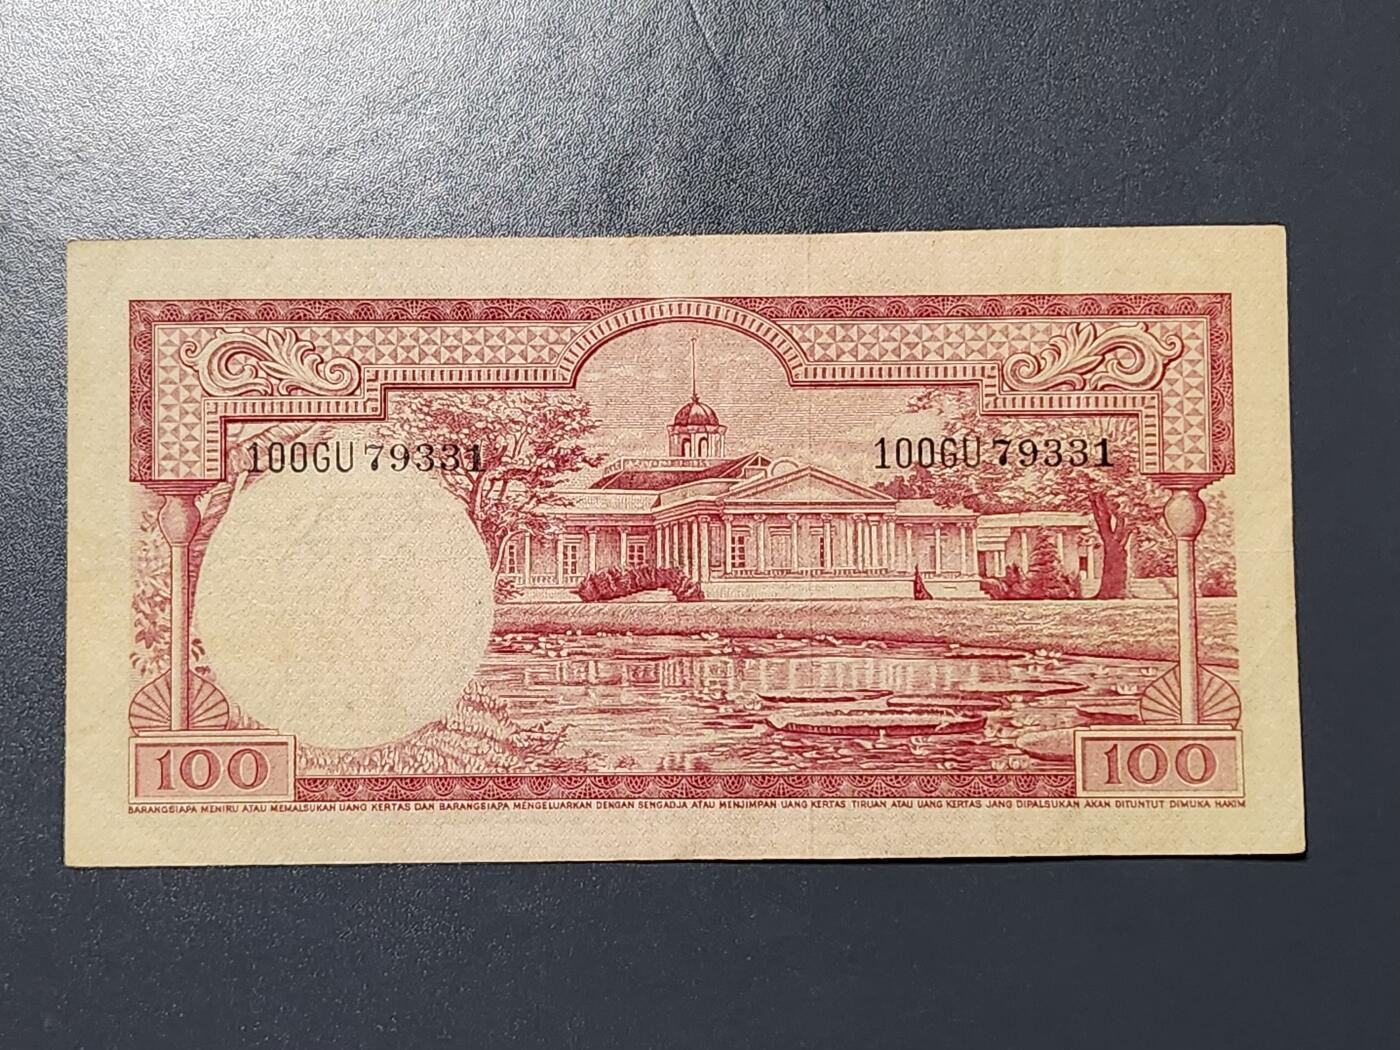 100GU 79331 100GU 79331
100 100
BARANGSIAPA MENIRU ATAU MEMALSUKAN UANG KERTAS DAN BARANGSIAPA MENGELUARKAN DENGAN SENGADJA ATAU MENJIMPAN UANG KERTAS TIRUAN ATAU UANG KERTAS JANG DIPALSUKAN AKAN DITUNTUT DIMUKA HAKIM